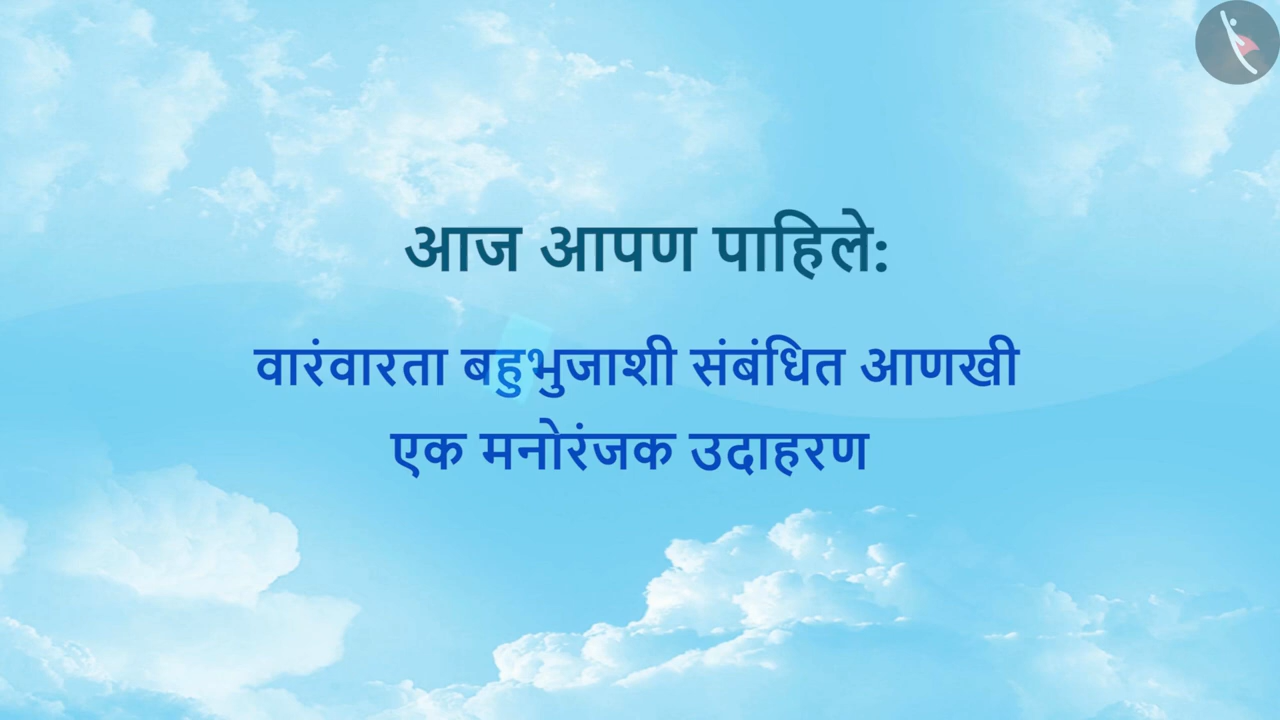 आज आपण पाहिले:
वारंवारता बहुभुजाशी संबंधित आणखी
एक मनोरंजक उदाहरण